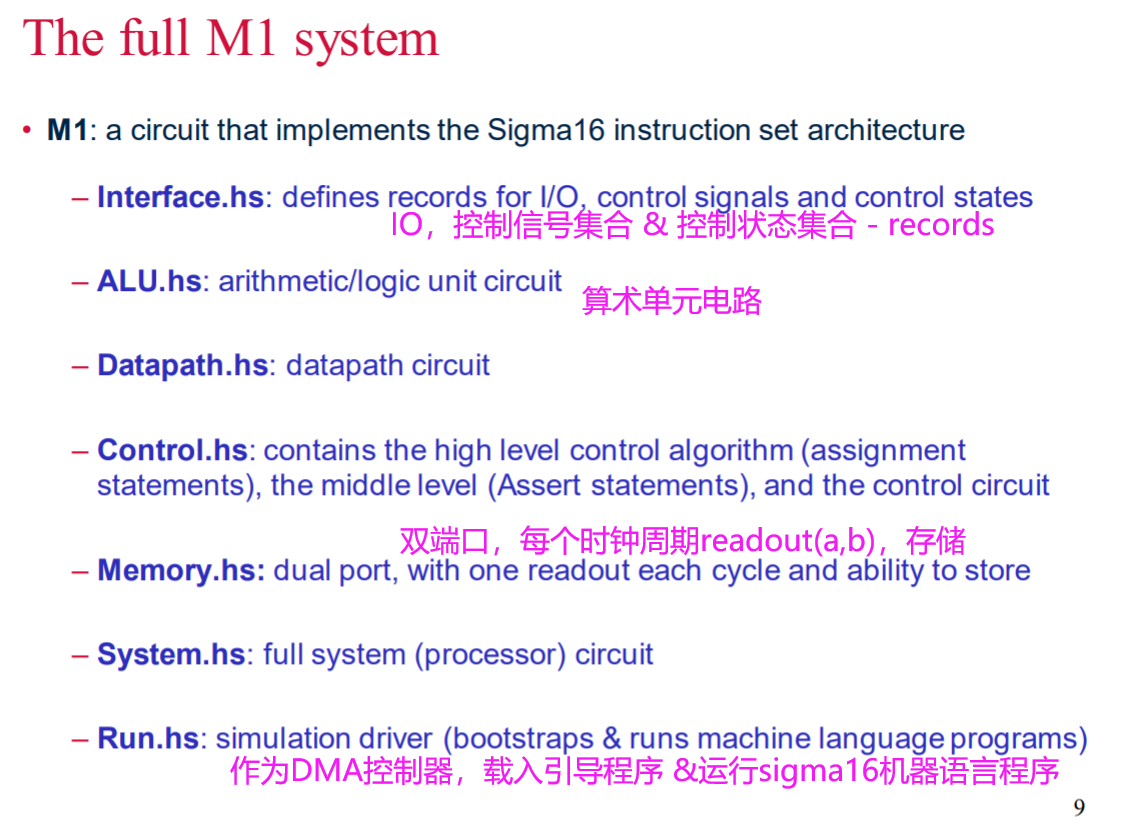 The full M1 system
• M1: a circuit that implements the Sigma16 instruction set architecture
– Interface.hs: defines records for I/O, control signals and control states
IO，控制信号集合 & 控制状态集合 - records
– ALU.hs: arithmetic/logic unit circuit
算术单元电路
– Datapath.hs: datapath circuit
– Control.hs: contains the high level control algorithm (assignment
statements), the middle level (Assert statements), and the control circuit
双端口，每个时钟周期readout(a,b)，存储
– Memory.hs: dual port, with one readout each cycle and ability to store
– System.hs: full system (processor) circuit
– Run.hs: simulation driver (bootstraps & runs machine language programs)
作为DMA控制器，载入引导程序 &运行sigma16机器语言程序
9